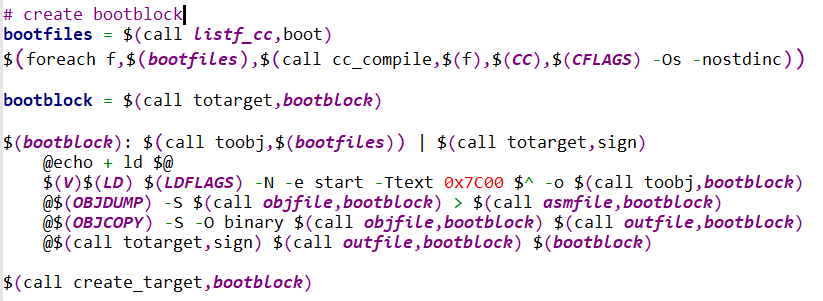 # create bootblock
bootfiles = $(call listf_cc,boot)
$(foreach f,$(bootfiles),$(call cc_compile,$(f),$(CC),$(CFLAGS) -Os -nostdinc))
bootblock = $(call totarget,bootblock)
$(bootblock): $(call toobj,$(bootfiles)) | $(call totarget,sign)
@echo + ld $@
$(V)$(LD) $(LDFLAGS) -N -e start -Ttext 0x7C00 $^ -o $(call toobj,bootblock)
@$(OBJDUMP) -S $(call objfile,bootblock) > $(call asmfile,bootblock)
@$(OBJCOPY) -S -O binary $(call objfile,bootblock) $(call outfile,bootblock)
@$(call totarget,sign) $(call outfile,bootblock) $(bootblock)
$(call create_target,bootblock)